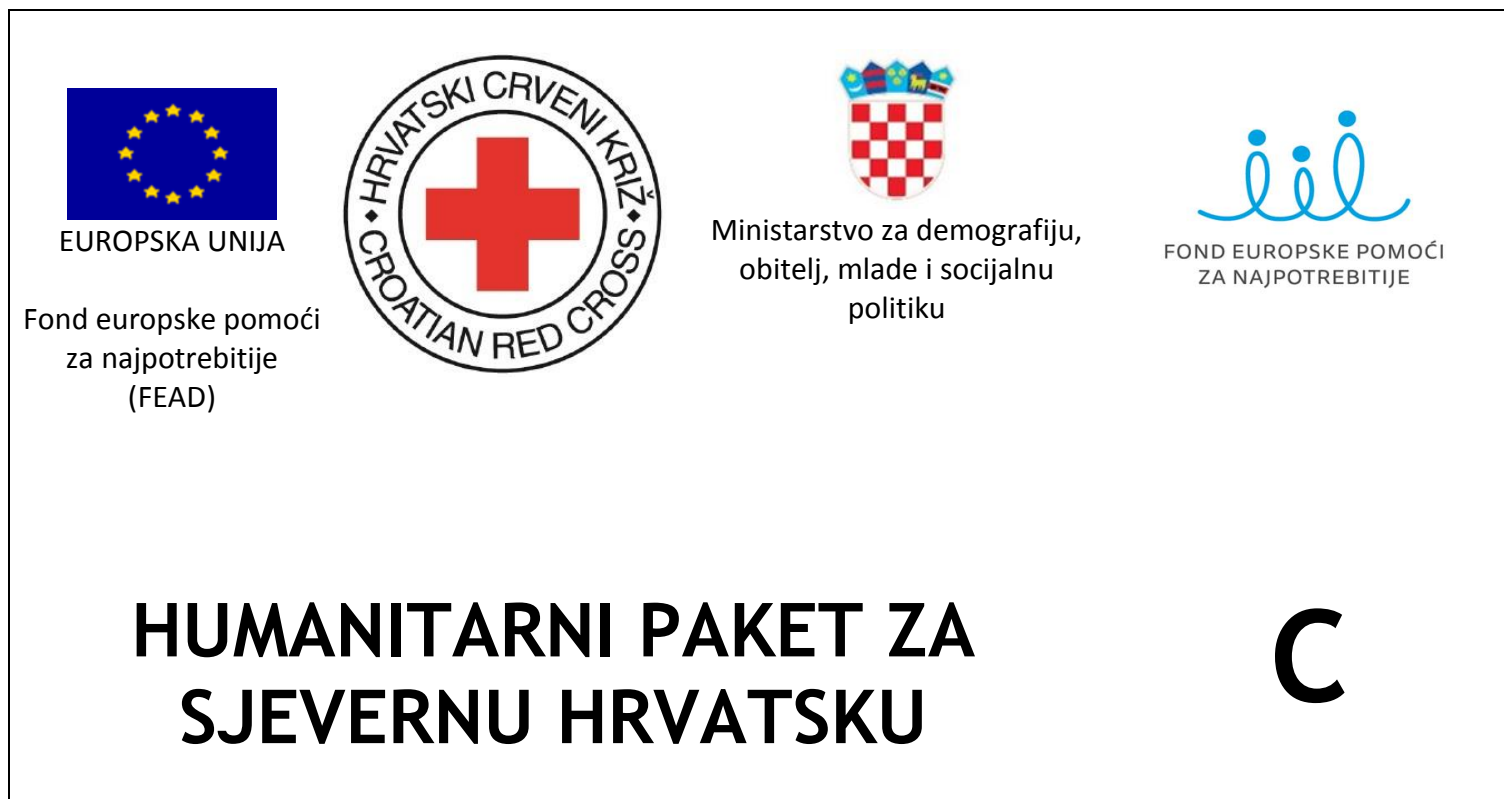 EUROPSKA UNIJA
Fond europske pomoći
za najpotrebitije
(FEAD)
HRVATSKI CRVENI KRIŽ
CROATIAN RED CROSS
Ministarstvo za demografiju,
obitelj, mlade i socijalnu
politiku
FOND EUROPSKE POMOĆI
ZA NAJPOTREBITIJE
HUMANITARNI PAKET ZA
SJEVERNU HRVATSKU
C